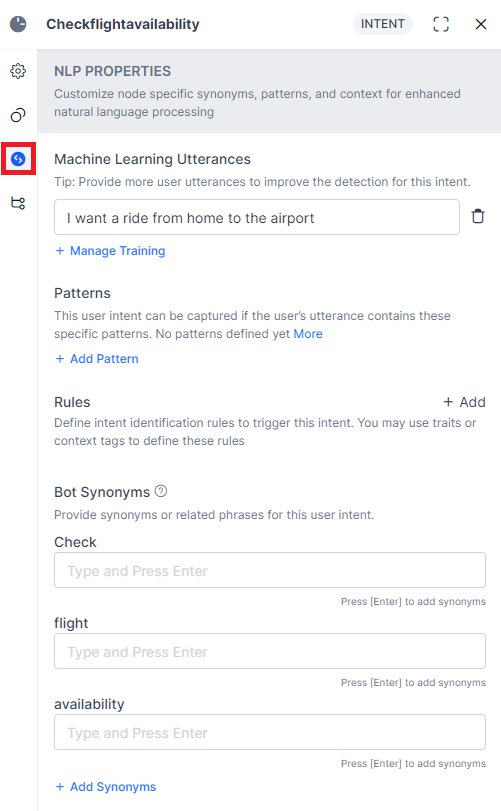 Checkflightavailability INTENT
NLP PROPERTIES
Customize node specific synonyms, patterns, and context for enhanced
natural language processing
Machine Learning Utterances
Tip: Provide more user utterances to improve the detection for this intent.
I want a ride from home to the airport
+ Manage Training
Patterns
This user intent can be captured if the user's utterance contains these
specific patterns. No patterns defined yet More
+ Add Pattern
Rules + Add
Define intent identification rules to trigger this intent. You may use traits or
context tags to define these rules
Bot Synonyms ?
Provide synonyms or related phrases for this user intent.
Check
Type and Press Enter
Press [Enter] to add synonyms
flight
Type and Press Enter
Press [Enter] to add synonyms
availability
Type and Press Enter
Press [Enter] to add synonyms
+ Add Synonyms